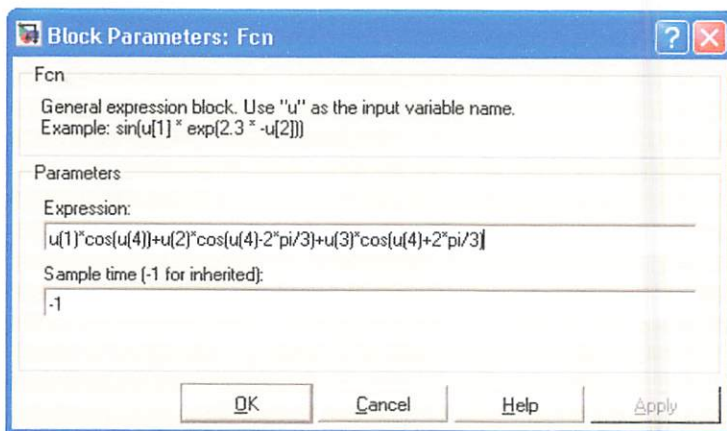 Block Parameters: Fcn
Fcn
General expression block. Use "u" as the input variable name.
Example: sin(u[1] * exp(2.3 * -u[2]))
Parameters
Expression:
u(1)*cos(u(4))+u(2)*cos(u(4)-2*pi/3)+u(3)*cos(u(4)+2*pi/3)
Sample time (-1 for inherited):
-1
OK Cancel Help Apply